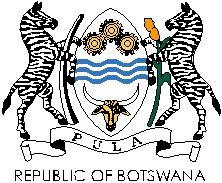 PULA
REPUBLIC OF BOTSWANA